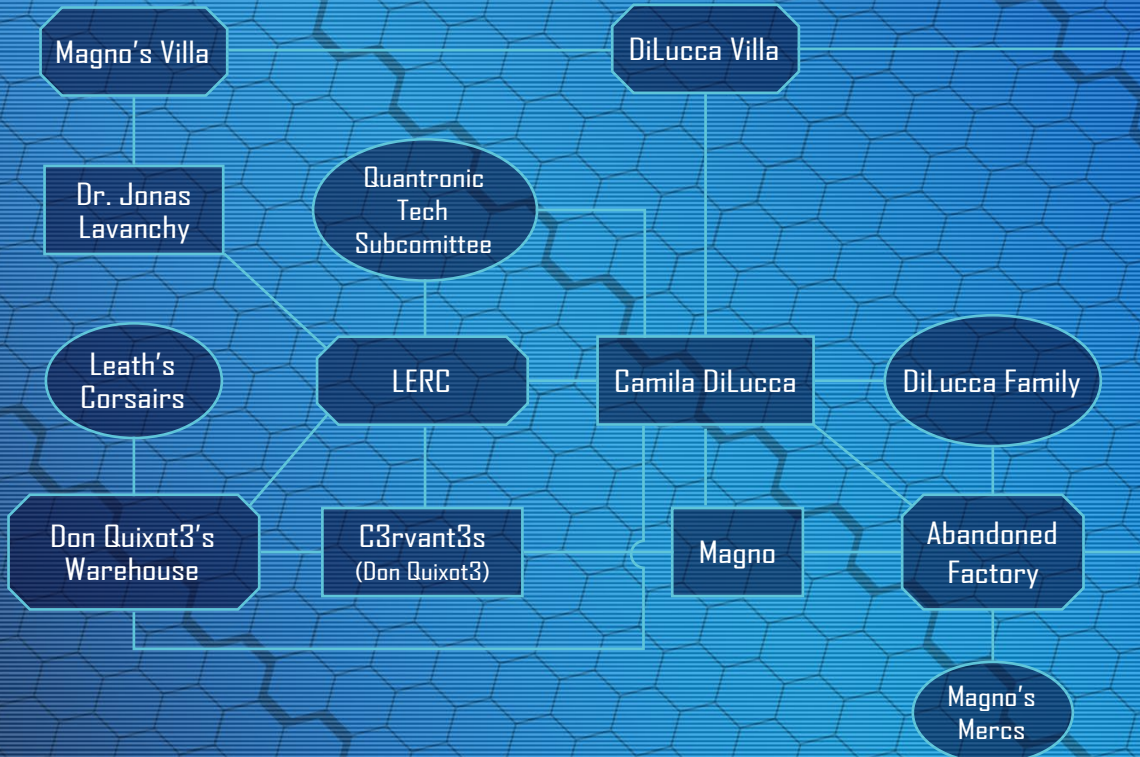 Magno's Villa
DiLucca Villa
Dr. Jonas
Lavanchy
Quantronic
Tech
Subcomittee
Leath's
Corsairs
LERC
Camila DiLucca
DiLucca Family
Don Quixot3's
Warehouse
C3rvant3s
(Don Quixot3)
Magno
Abandoned
Factory
Magno's
Mercs